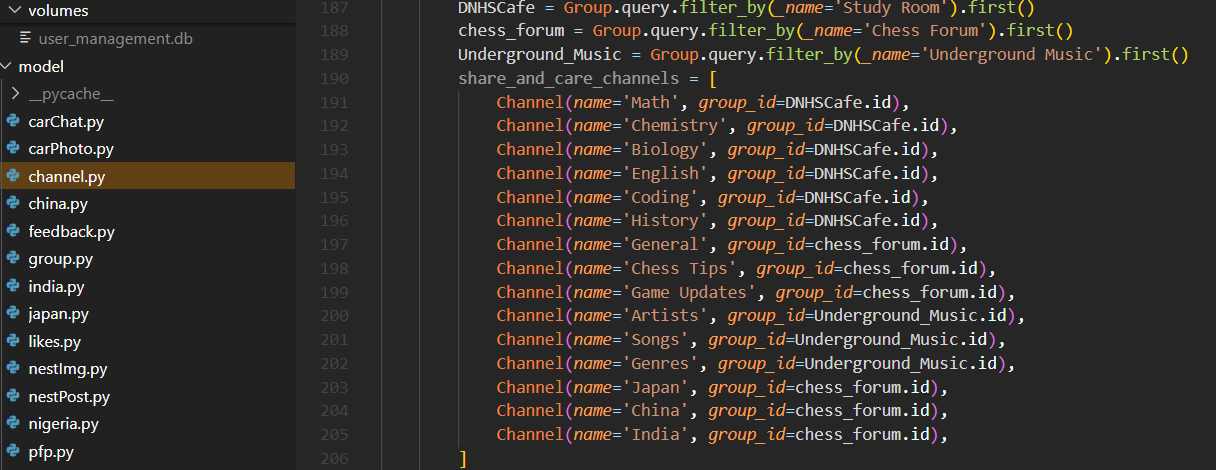 volumes
user_management.db
model
__pycache__
carChat.py
carPhoto.py
channel.py
china.py
feedback.py
group.py
india.py
japan.py
likes.py
nestImg.py
nestPost.py
nigeria.py
pfp.py
187 DNHSCafe = Group.query.filter_by(_name='Study Room').first()
188 chess_forum = Group.query.filter_by(_name='Chess Forum').first()
189 Underground_Music = Group.query.filter_by(_name='Underground Music').first()
190 share_and_care_channels = [
191 Channel(name='Math', group_id=DNHSCafe.id),
192 Channel(name='Chemistry', group_id=DNHSCafe.id),
193 Channel(name='Biology', group_id=DNHSCafe.id),
194 Channel(name='English', group_id=DNHSCafe.id),
195 Channel(name='Coding', group_id=DNHSCafe.id),
196 Channel(name='History', group_id=DNHSCafe.id),
197 Channel(name='General', group_id=chess_forum.id),
198 Channel(name='Chess Tips', group_id=chess_forum.id),
199 Channel(name='Game Updates', group_id=chess_forum.id),
200 Channel(name='Artists', group_id=Underground_Music.id),
201 Channel(name='Songs', group_id=Underground_Music.id),
202 Channel(name='Genres', group_id=Underground_Music.id),
203 Channel(name='Japan', group_id=chess_forum.id),
204 Channel(name='China', group_id=chess_forum.id),
205 Channel(name='India', group_id=chess_forum.id),
206 ]